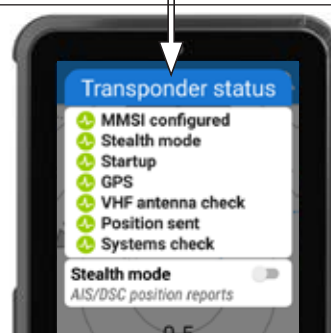 Transponder status
MMSI configured
Stealth mode
Startup
GPS
VHF antenna check
Position sent
Systems check
Stealth mode
AIS/DSC position reports